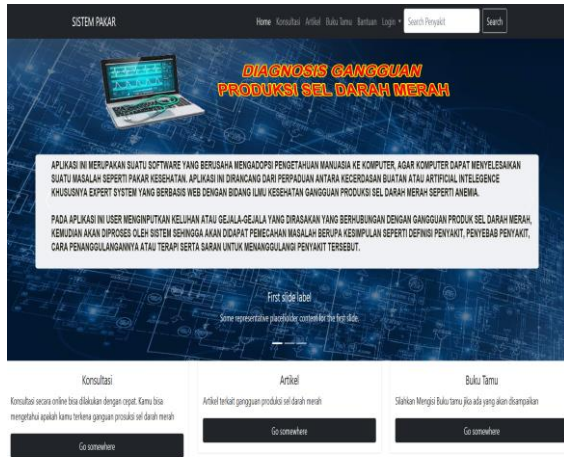 SISTEM PAKAR
Home Konsultasi Artikel Buku Tamu Bantuan Login Search Penyakit Search
DIAGNOSIS GANGGUAN
PRODUKSI SEL DARAH MERAH
APLIKASI INI MERUPAKAN SUATU SOFTWARE YANG BERUSAHA MENGADOPSI PENGETAHUAN MANUASIA KE KOMPUTER, AGAR KOMPUTER DAPAT MENYELESAIKAN
SUATU MASALAH SEPERTI PAKAR KESEHATAN. APLIKASI INI DIRANCANG DARI PERPADUAN ANTARA KECERDASAN BUATAN ATAU ARTIFICIAL INTELEGENCE
KHUSUSNYA EXPERT SYSTEM YANG BERBASIS WEB DENGAN BIDANG ILMU KESEHATAN GANGGUAN PRODUKSI SEL DARAH MERAH SEPERTI ANEMIA.
PADA APLIKASI INI USER MENGINPUTKAN KELUHAN ATAU GEJALA-GEJALA YANG DIRASAKAN YANG BERHUBUNGAN DENGAN GANGGUAN PRODUK SEL DARAH MERAH,
KEMUDIAN AKAN DIPROSES OLEH SISTEM SEHINGGA AKAN DIDAPAT PEMECAHAN MASALAH BERUPA KESIMPULAN SEPERTI DEFINISI PENYAKIT, PENYEBAB PENYAKIT,
CARA PENANGGULANGANNYA ATAU TERAPI SERTA SARAN UNTUK MENANGGULANGI PENYAKIT TERSEBUT.
First slide label
Some representative placeholder content for the first slide.
Konsultasi
Konsultasi secara online bisa dilakukan dengan cepat. Kamu bisa
mengetahui apakah kamu terkena ganguan prosuksi sel darah merah
Go somewhere
Artikel
Artikel terkait gangguan produksi sel darah merah
Go somewhere
Buku Tamu
Silahkan Mengisi Buku tamu jika ada yang akan disampaikan
Go somewhere